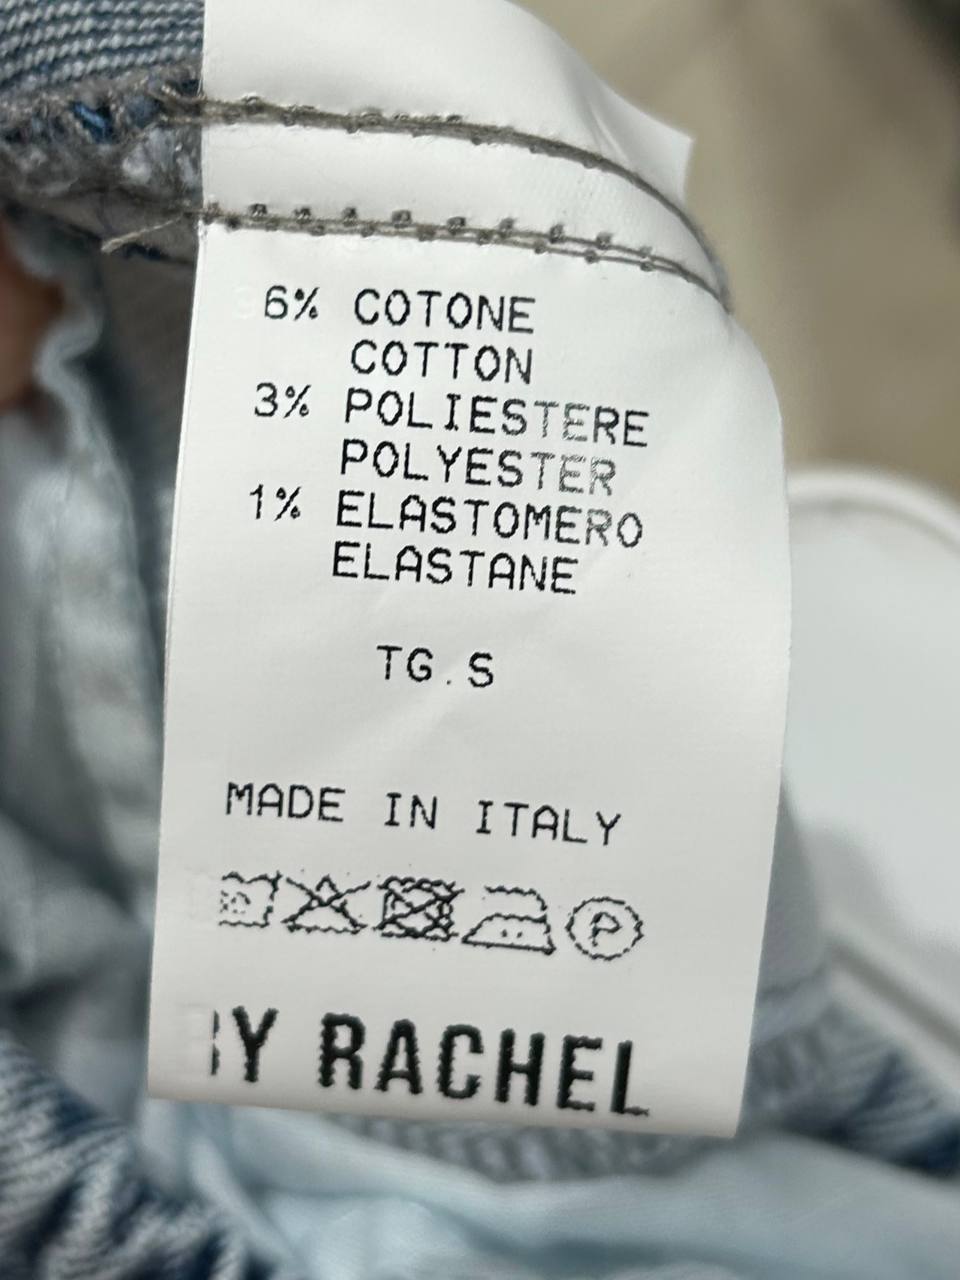 6% COTONE
COTTON
3% POLIESTERE
POLYESTER
1% ELASTOMERO
ELASTANE
TG.S
MADE IN ITALY
P
RACHEL